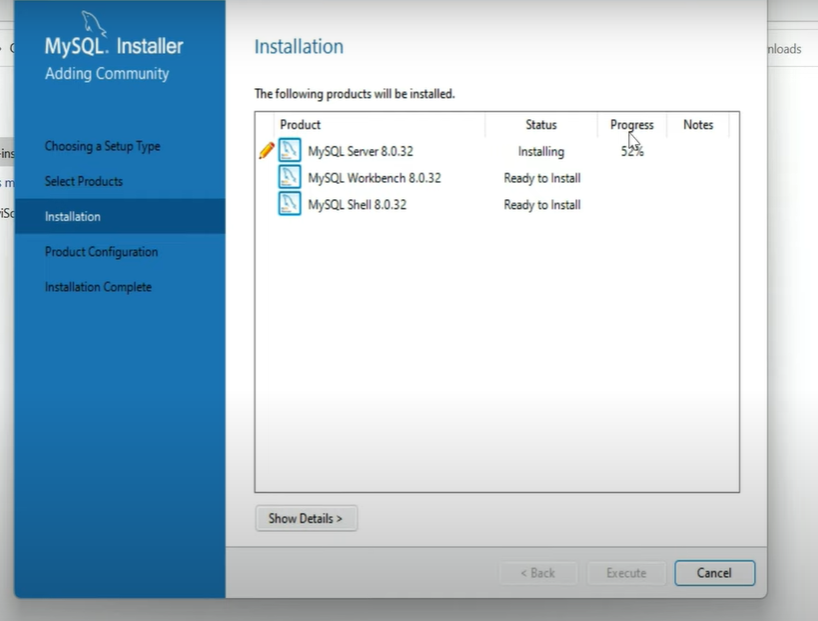 MySQL. Installer
Adding Community
Choosing a Setup Type
Select Products
Installation
Product Configuration
Installation Complete
Installation
The following products will be installed.
Product Status Progress Notes
MySQL Server 8.0.32 Installing 52%
MySQL Workbench 8.0.32 Ready to Install
MySQL Shell 8.0.32 Ready to Install
Show Details >
< Back Execute Cancel